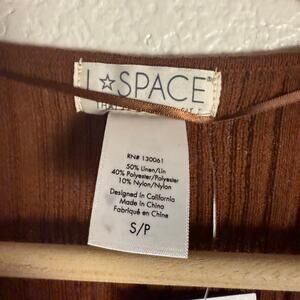 L☆SPACE
RN# 130061
50% Linen/Lin
40% Polyester/Polyester
10% Nylon/Nylon
Designed in California
Made in China
Fabriqué en Chine
S/P